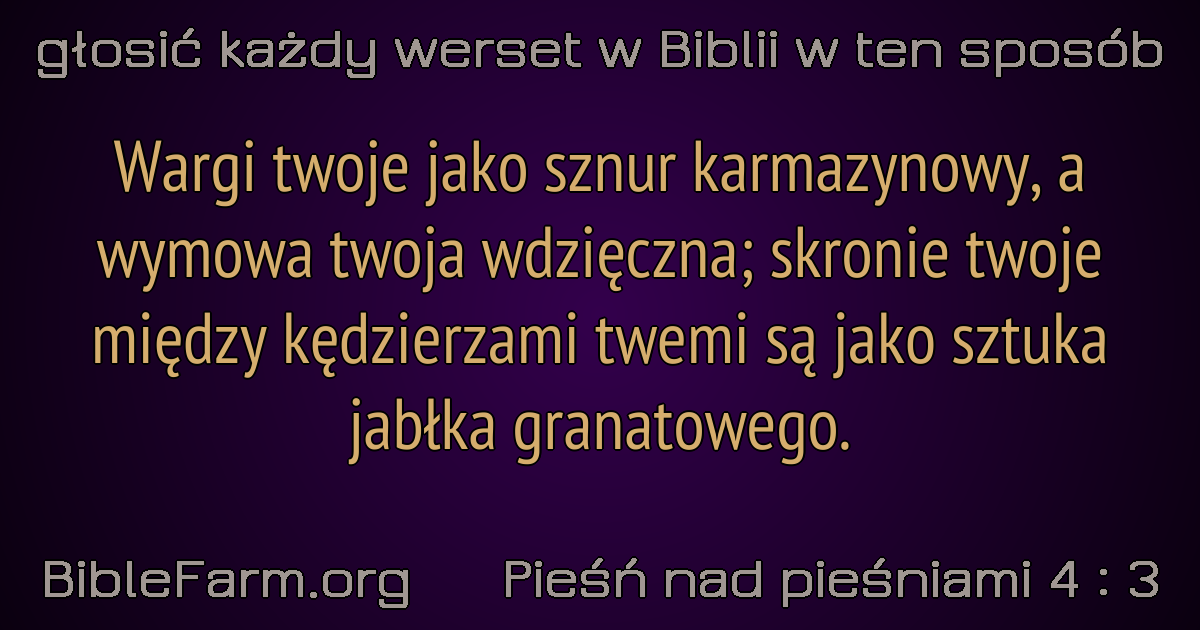 głosić każdy werset w Biblii w ten sposób
Wargi twoje jako sznur karmazynowy, a
wymowa twoja wdzięczna; skronie twoje
między kędzierzami twemi są jako sztuka
jabłka granatowego.
BibleFarm.org Pieśń nad pieśniami 4 : 3